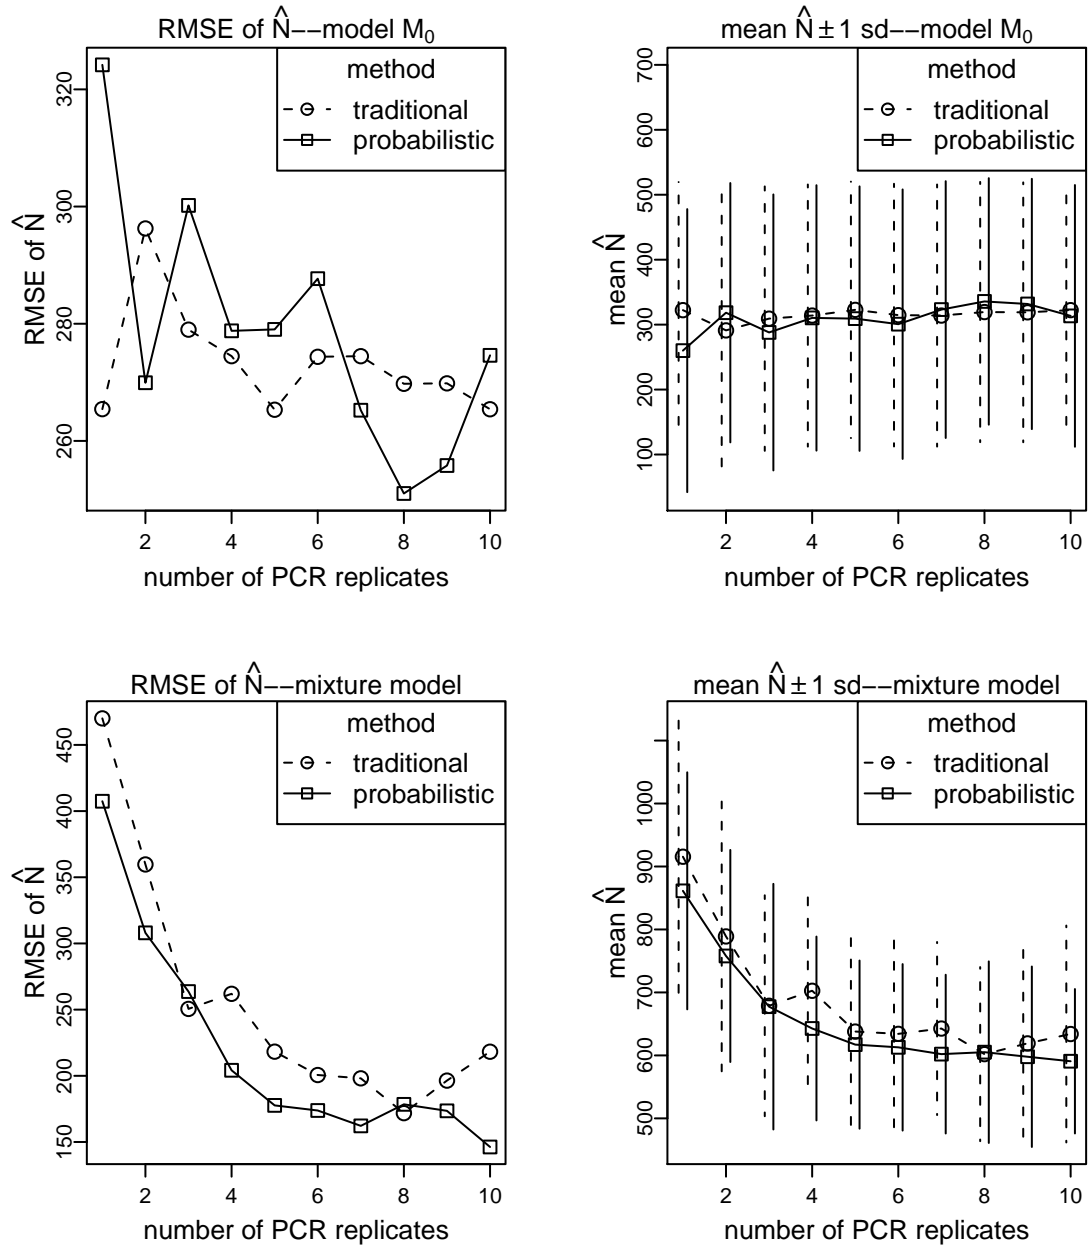 RMSE of N̂−−model M₀
method
traditional
probabilistic
RMSE of N̂
260 280 300 320
2 4 6 8 10
number of PCR replicates
mean N̂ ± 1 sd−−model M₀
method
traditional
probabilistic
mean N̂
100 200 300 400 500 600 700
2 4 6 8 10
number of PCR replicates
RMSE of N̂−−mixture model
method
traditional
probabilistic
RMSE of N̂
150 200 250 300 350 400 450
2 4 6 8 10
number of PCR replicates
mean N̂ ± 1 sd−−mixture model
method
traditional
probabilistic
mean N̂
500 600 700 800 900 1000
2 4 6 8 10
number of PCR replicates